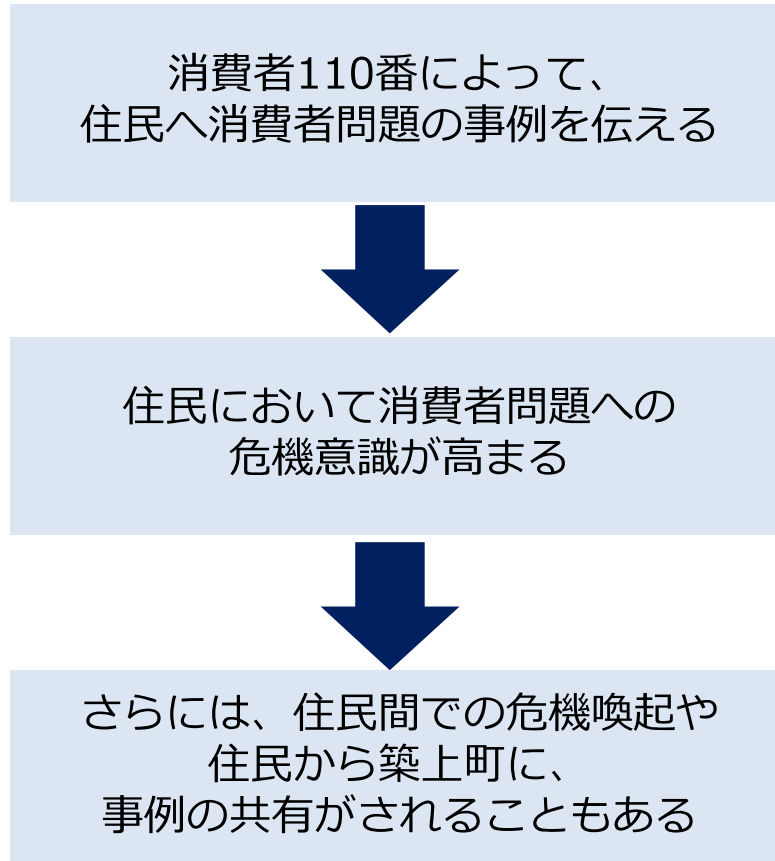 消費者110番によって、
住民へ消費者問題の事例を伝える
住民において消費者問題への
危機意識が高まる
さらには、住民間での危機喚起や
住民から築上町に、
事例の共有がされることもある